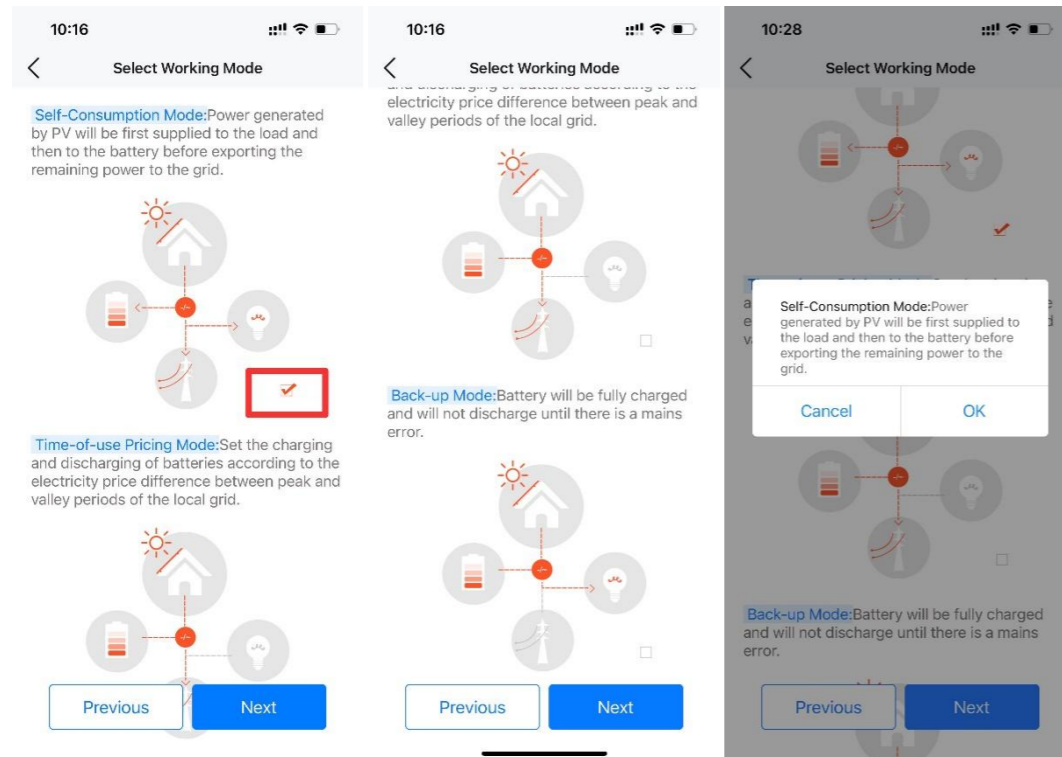 10:16
Select Working Mode
Self-Consumption Mode:Power generated
by PV will be first supplied to the load and
then to the battery before exporting the
remaining power to the grid.
Time-of-use Pricing Mode:Set the charging
and discharging of batteries according to the
electricity price difference between peak and
valley periods of the local grid.
Previous
Next
10:16
Select Working Mode
and discharging of batteries according to the
electricity price difference between peak and
valley periods of the local grid.
Back-up Mode:Battery will be fully charged
and will not discharge until there is a mains
error.
Previous
Next
10:28
Select Working Mode
Self-Consumption Mode:Power
generated by PV will be first supplied to
the load and then to the battery before
exporting the remaining power to the
grid.
Cancel
OK
Back-up Mode:Battery will be fully charged
and will not discharge until there is a mains
error.
Previous
Next